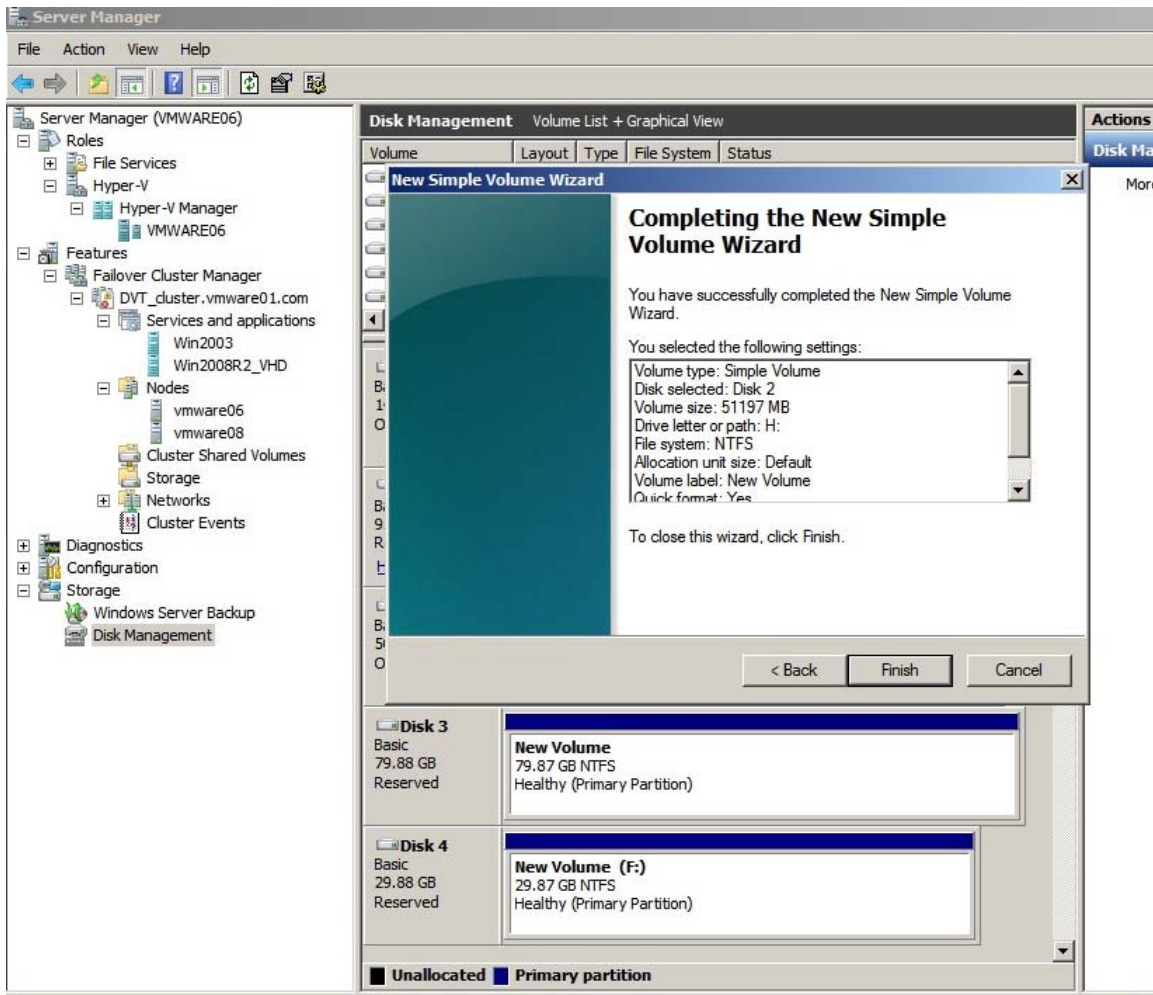 Server Manager
File Action View Help
Server Manager (VMWARE06)
Roles
File Services
Hyper-V
Hyper-V Manager
VMWARE06
Features
Failover Cluster Manager
DVT_cluster.vmware01.com
Services and applications
Win2003
Win2008R2_VHD
Nodes
vmware06
vmware08
Cluster Shared Volumes
Storage
Networks
Cluster Events
Diagnostics
Configuration
Storage
Windows Server Backup
Disk Management
Disk Management Volume List + Graphical View
Volume Layout Type File System Status
New Simple Volume Wizard
Completing the New Simple
Volume Wizard
You have successfully completed the New Simple Volume
Wizard.
You selected the following settings:
Volume type: Simple Volume
Disk selected: Disk 2
Volume size: 51197 MB
Drive letter or path: H:
File system: NTFS
Allocation unit size: Default
Volume label: New Volume
Quick format: Yes
To close this wizard, click Finish.
< Back Finish Cancel
Disk 3
Basic
79.88 GB
Reserved
New Volume
79.87 GB NTFS
Healthy (Primary Partition)
Disk 4
Basic
29.88 GB
Reserved
New Volume (F:)
29.87 GB NTFS
Healthy (Primary Partition)
Unallocated Primary partition
Actions
Disk Ma
More